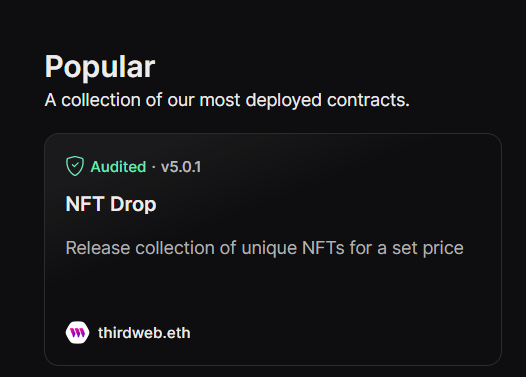 Popular
A collection of our most deployed contracts.
Audited · v5.0.1
NFT Drop
Release collection of unique NFTs for a set price
thirdweb.eth